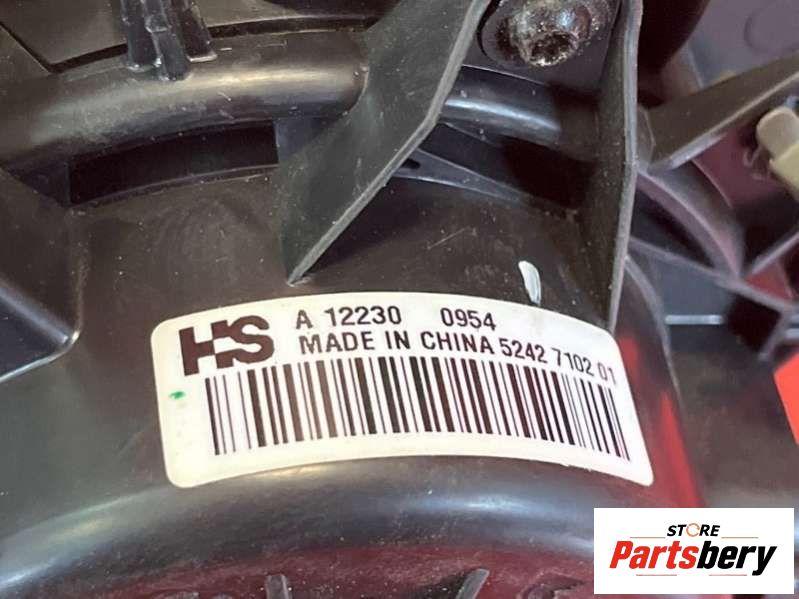 HS A 12230 0954
MADE IN CHINA 5242 7102 01
STORE
Partsbery